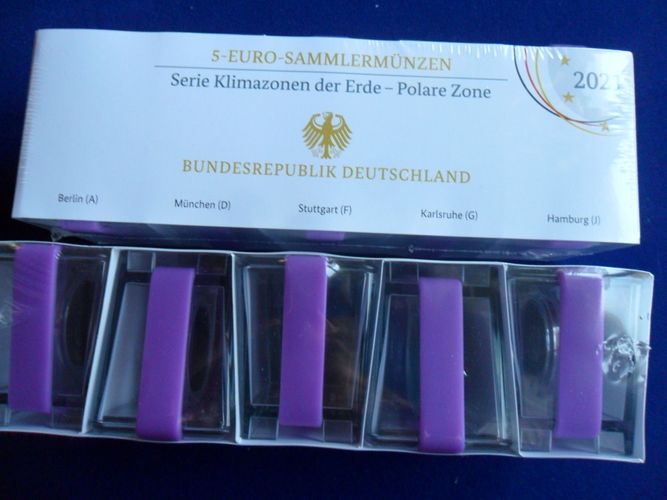 5-EURO-SAMMLERMÜNZEN
Serie Klimazonen der Erde – Polare Zone
2021
BUNDESREPUBLIK DEUTSCHLAND
Berlin (A)
München (D)
Stuttgart (F)
Karlsruhe (G)
Hamburg (J)